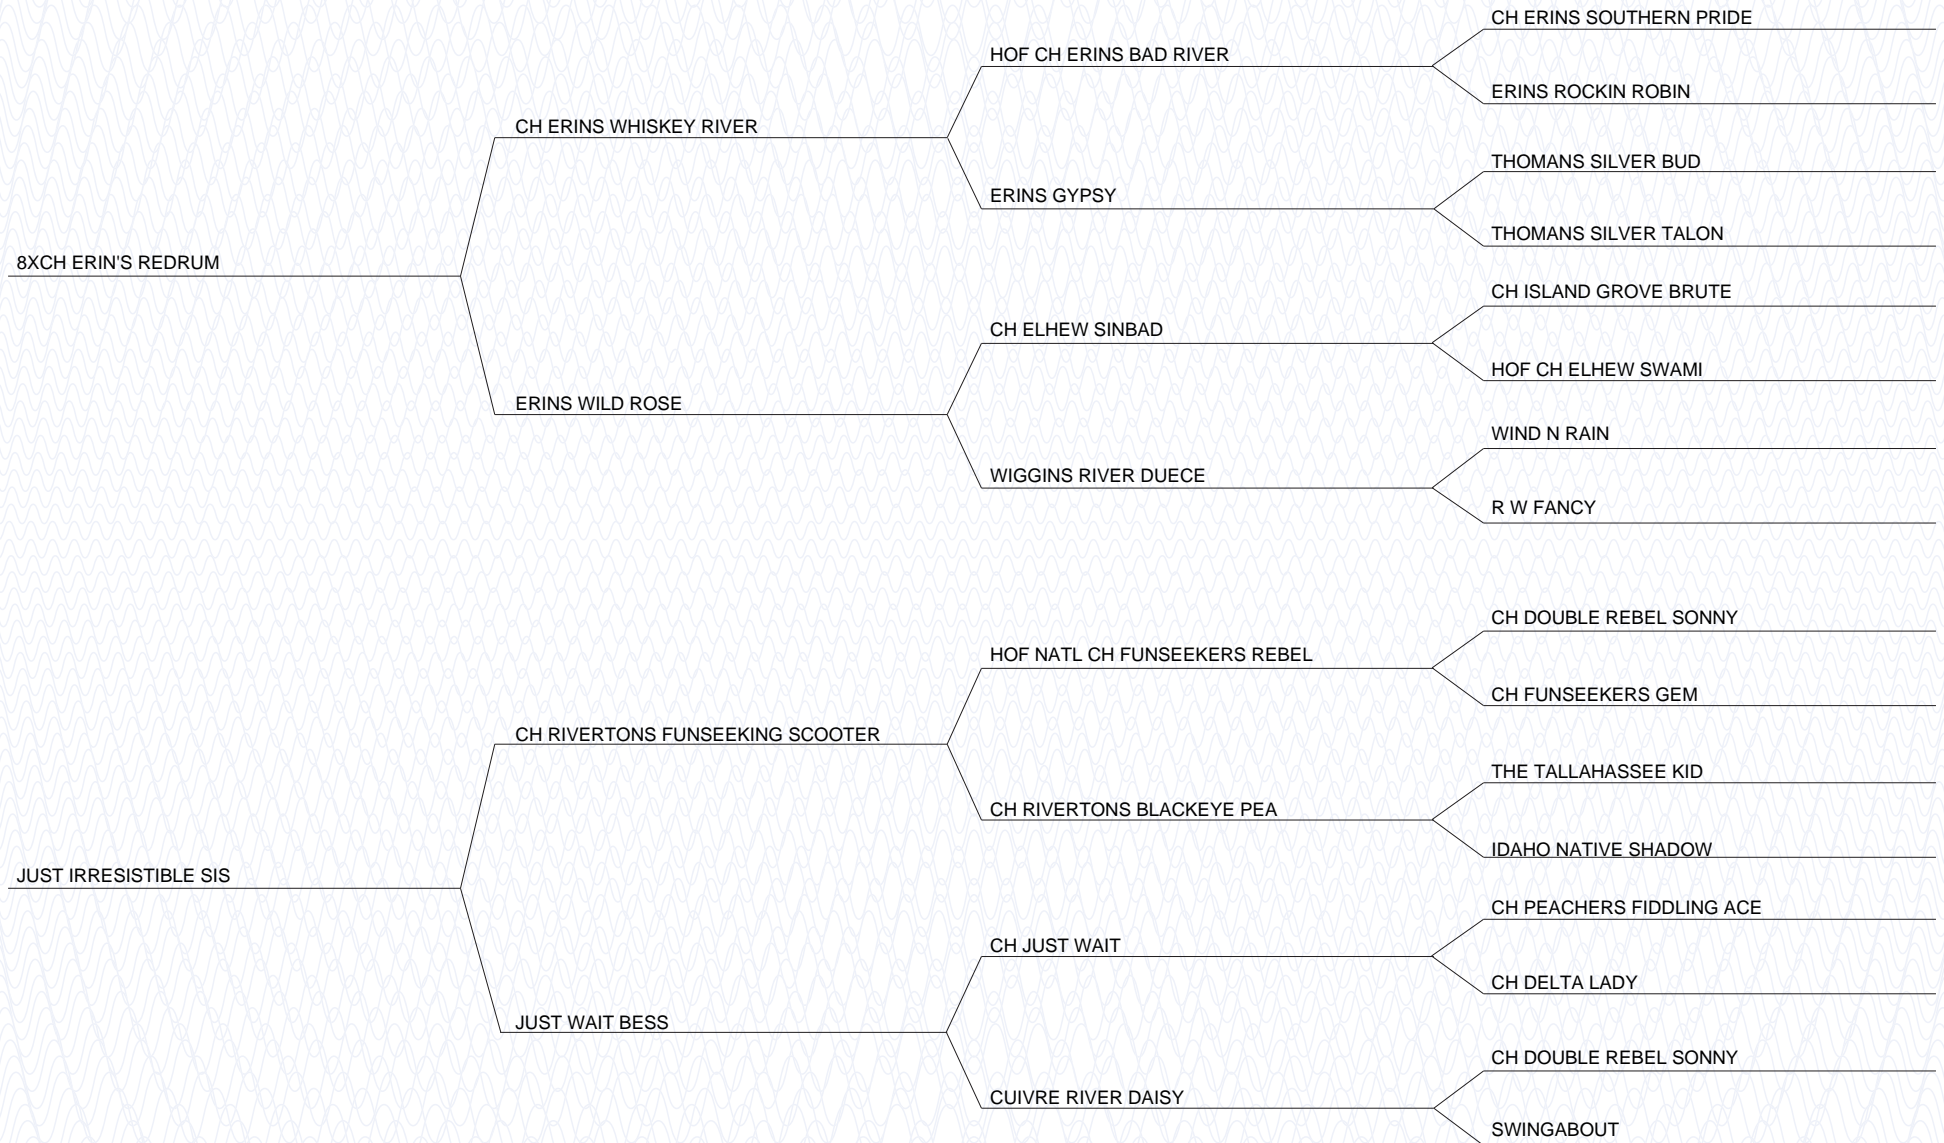 CH ERINS SOUTHERN PRIDE
HOF CH ERINS BAD RIVER
ERINS ROCKIN ROBIN
CH ERINS WHISKEY RIVER
THOMANS SILVER BUD
ERINS GYPSY
THOMANS SILVER TALON
8XCH ERIN'S REDRUM
CH ISLAND GROVE BRUTE
CH ELHEW SINBAD
HOF CH ELHEW SWAMI
ERINS WILD ROSE
WIND N RAIN
WIGGINS RIVER DUECE
R W FANCY
CH DOUBLE REBEL SONNY
HOF NATL CH FUNSEEKERS REBEL
CH FUNSEEKERS GEM
CH RIVERTONS FUNSEEKING SCOOTER
THE TALLAHASSEE KID
CH RIVERTONS BLACKEYE PEA
IDAHO NATIVE SHADOW
JUST IRRESISTIBLE SIS
CH PEACHERS FIDDLING ACE
CH JUST WAIT
CH DELTA LADY
JUST WAIT BESS
CH DOUBLE REBEL SONNY
CUIVRE RIVER DAISY
SWINGABOUT